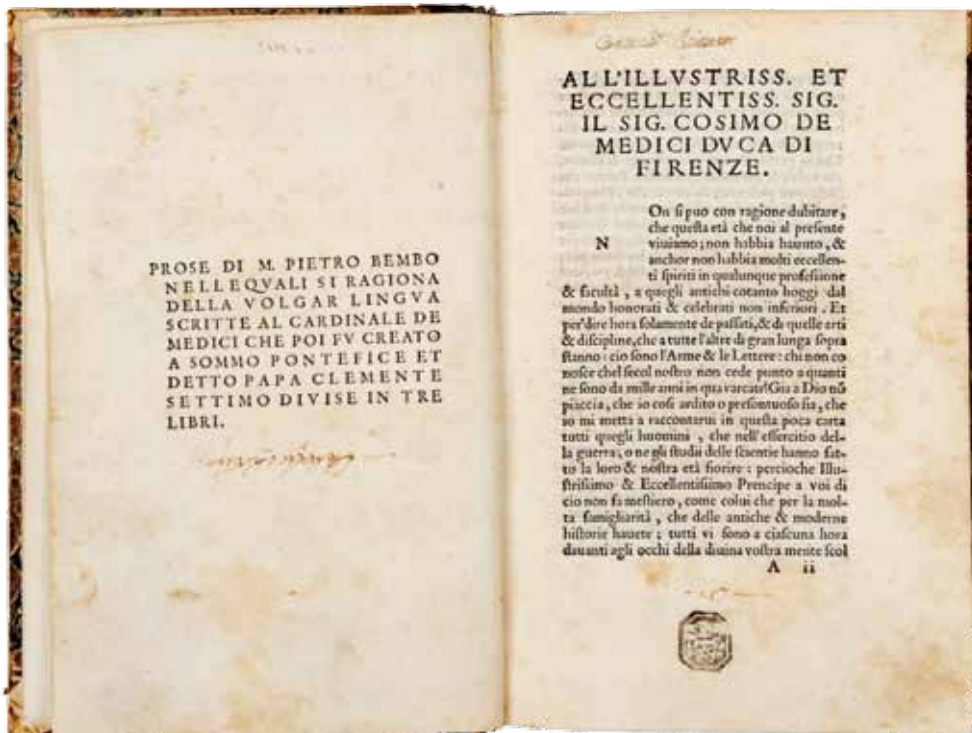 PROSE DI M. PIETRO BEMBO
NELLEQVALI SI RAGIONA
DELLA VOLGAR LINGVA
SCRITTE AL CARDINALE DE
MEDICI CHE POI FV CREATO
A SOMMO PONTEFICE ET
DETTO PAPA CLEMENTE
SETTIMO DIVISE IN TRE
LIBRI.
ALL'ILLVSTRISS. ET
ECCELLENTISS. SIG.
IL SIG. COSIMO DE
MEDICI DVCA DI
FIRENZE.
On si puo con ragione dubitare,
che questa età che noi al presente
N viuiamo; non habbia hauuto, &
anchor non habbia molti eccellen-
ti spiriti in qualunque professione
& facultà, a quegli antichi cotanto hoggi dal
mondo honorati & celebrati non inferiori. Et
per dire hora solamente de passati, & di quelle arti
& discipline, che a tutte l'altre di gran lunga sopra
stanno: cio sono l'Arme & le Lettere: chi non co
nosce chel secol nostro non cede punto a quanti
ne sono da mille anni in qua varcati? Gia a Dio nõ
piaccia, che io cosi ardito o presontuoso sia, che
io mi metta a raccontarui in questa poca carta
tutti quegli huomini, che nell'essercitio del-
la guerra, o ne gli studii delle scientie hanno fat-
to la loro & nostra età fiorire: percioche Illu-
strissimo & Eccellentissimo Prencipe a voi di
cio non fa mestiero, come colui che per la mol-
ta famigliarità, che delle antiche & moderne
historie hauete; tutti vi sono a ciascuna hora
dauanti agli occhi della diuina vostra mente scol
A ii